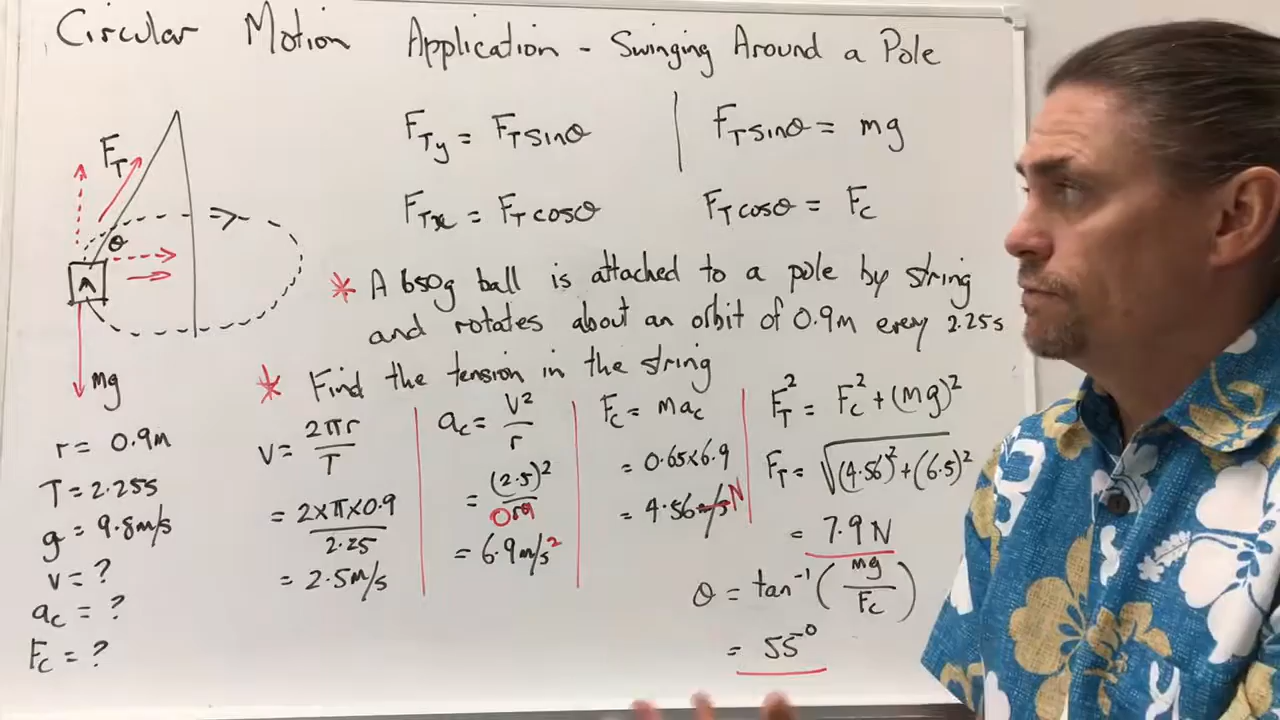 Circular Motion Application - Swinging Around a Pole
F_T
θ
m
mg
F_Ty = F_T sinθ | F_T sinθ = mg
F_Tx = F_T cosθ F_T cosθ = F_c
* A 650g ball is attached to a pole by string
and rotates about an orbit of 0.9m every 2.25s
* Find the tension in the string
r = 0.9m
T = 2.25s
g = 9.8m/s
v = ?
a_c = ?
F_c = ?
v = 2πr/T
= 2×π×0.9/2.25
= 2.5m/s
a_c = v²/r
= (2.5)²/0.9
= 6.9m/s²
F_c = ma_c
= 0.65×6.9
= 4.56 m/s N
F_T² = F_c² + (mg)²
F_T = √(4.56)² + (6.5)²
= 7.9 N
θ = tan⁻¹ (mg/F_c)
= 55°